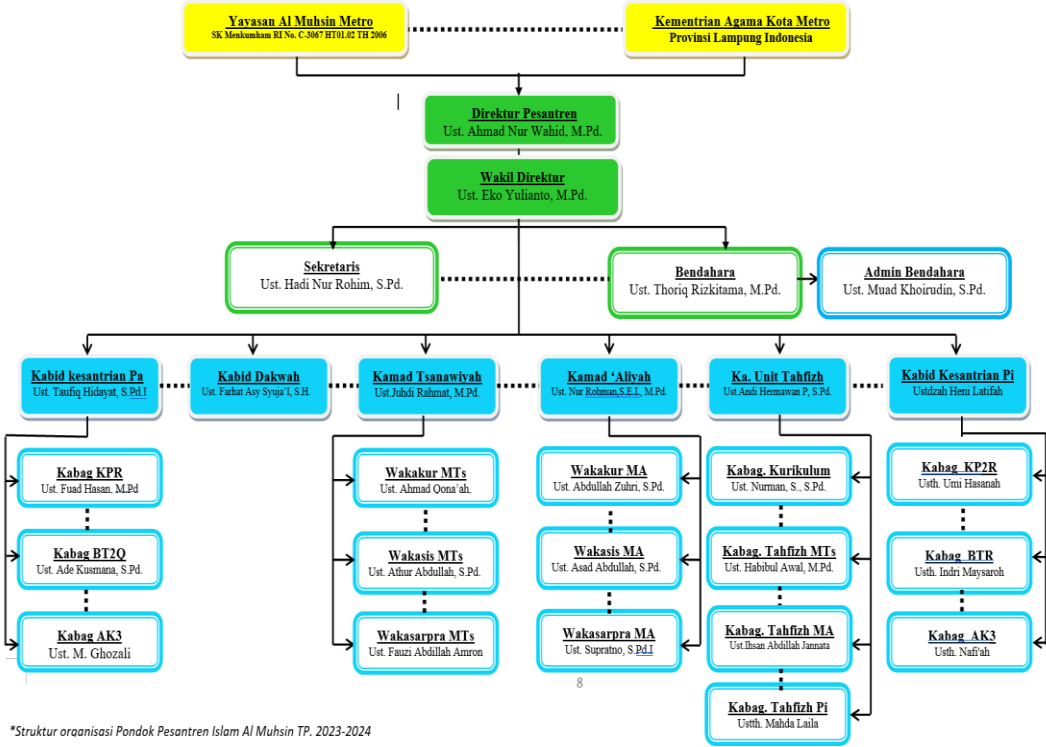 Yayasan Al Muhsin Metro
SK Menkumham RI No. C-3067 HT01.02 TH 2006
Kementrian Agama Kota Metro
Provinsi Lampung Indonesia
Direktur Pesantren
Ust. Ahmad Nur Wahid, M.Pd.
Wakil Direktur
Ust. Eko Yulianto, M.Pd.
Sekretaris
Ust. Hadi Nur Rohim, S.Pd.
Bendahara
Ust. Thoriq Rizkitama, M.Pd.
Admin Bendahara
Ust. Muad Khoirudin, S.Pd.
Kabid kesantrian Pa
Ust. Taufiq Hidayat, S.Pd.I
Kabid Dakwah
Ust. Farhat Asy Syuja’I, S.H.
Kamad Tsanawiyah
Ust.Juhdi Rahmat, M.Pd.
Kamad ‘Aliyah
Ust. Nur Rohman,S.E.I., M.Pd.
Ka. Unit Tahfizh
Ust.Andi Hermawan P, S.Pd.
Kabid Kesantrian Pi
Ustdzah Heni Latifah
Kabag KPR
Ust. Fuad Hasan, M.Pd
Kabag BT2Q
Ust. Ade Kusmana, S.Pd.
Kabag AK3
Ust. M. Ghozali
Wakakur MTs
Ust. Ahmad Qona’ah.
Wakasis MTs
Ust. Athur Abdullah, S.Pd.
Wakasarpra MTs
Ust. Fauzi Abdillah Amron
Wakakur MA
Ust. Abdullah Zuhri, S.Pd.
Wakasis MA
Ust. Asad Abdullah, S.Pd.
Wakasarpra MA
Ust. Supratno, S.Pd.I
Kabag. Kurikulum
Ust. Nurman, S., S.Pd.
Kabag. Tahfizh MTs
Ust. Habibul Awal, M.Pd.
Kabag. Tahfizh MA
Ust.Ihsan Abdillah Jannata
Kabag. Tahfizh Pi
Ustth. Mahda Laila
Kabag KP2R
Usth. Umi Hasanah
Kabag BTR
Usth. Indri Maysaroh
Kabag AK3
Usth. Nafi'ah
8
*Struktur organisasi Pondok Pesantren Islam Al Muhsin TP. 2023-2024